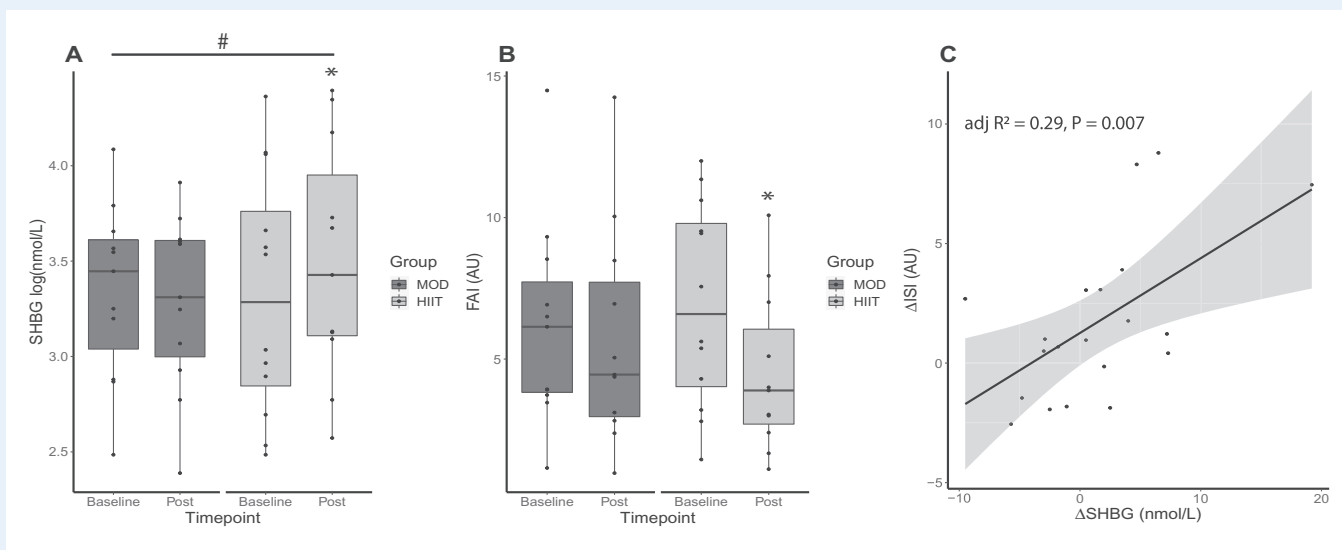 A
#
*
SHBG log(nmol/L)
4.0
3.5
3.0
2.5
Baseline
Post
Baseline
Post
Timepoint
Group
MOD
HIIT
B
*
FAI (AU)
15
10
5
Baseline
Post
Baseline
Post
Timepoint
Group
MOD
HIIT
C
adj R² = 0.29, P = 0.007
ΔISI (AU)
10
5
0
−5
−10
0
10
20
ΔSHBG (nmol/L)